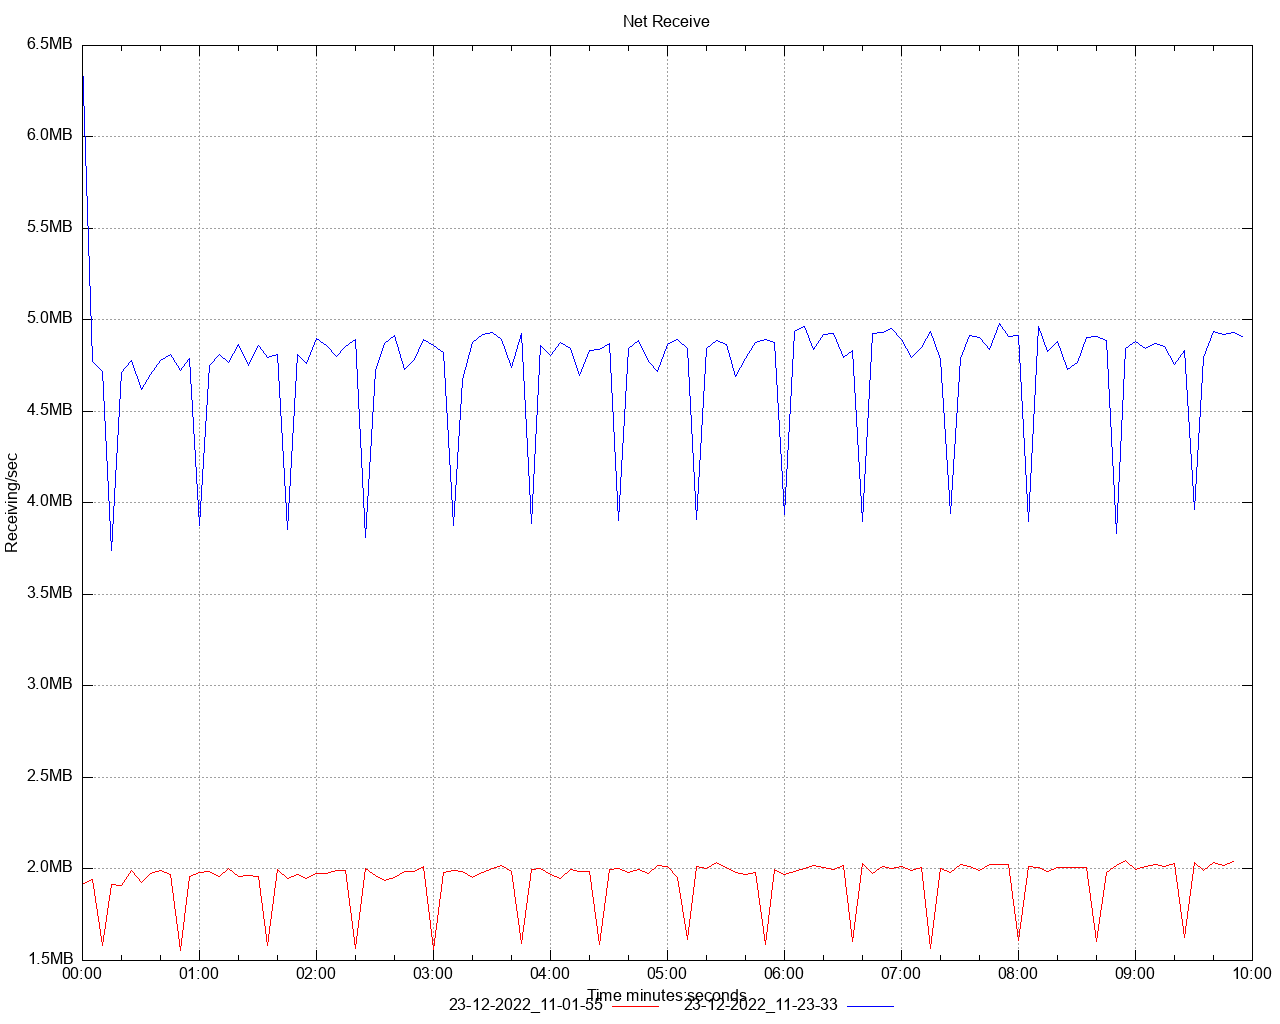 Net Receive
6.5MB
6.0MB
5.5MB
5.0MB
4.5MB
4.0MB
3.5MB
3.0MB
2.5MB
2.0MB
1.5MB
Receiving/sec
00:00 01:00 02:00 03:00 04:00 05:00 06:00 07:00 08:00 09:00 10:00
Time minutes:seconds
23-12-2022_11-01-55 23-12-2022_11-23-33